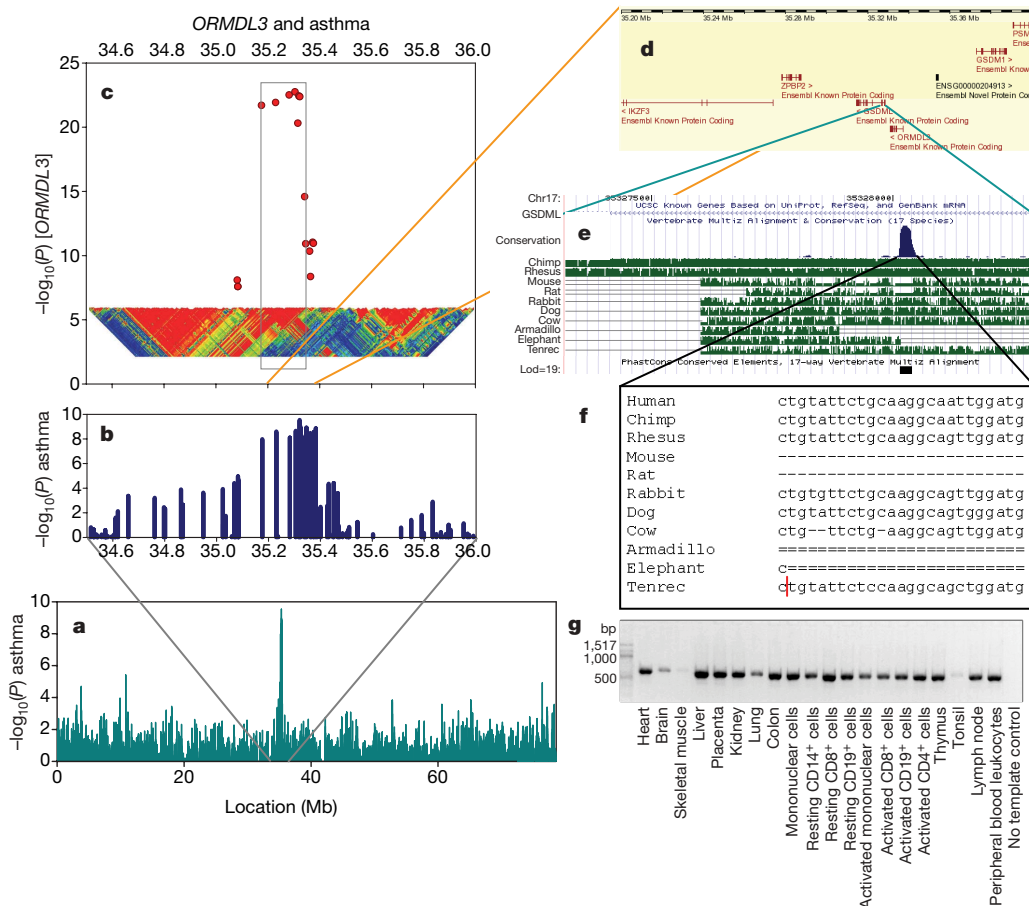 ORMDL3 and asthma
34.6 34.8 35.0 35.2 35.4 35.6 35.8 36.0
c
25
20
15
10
5
0
–log10(P) [ORMDL3]
b
10
8
6
4
2
0
–log10(P) asthma
34.6 34.8 35.0 35.2 35.4 35.6 35.8 36.0
a
10
8
6
4
2
0
–log10(P) asthma
0 20 40 60
Location (Mb)
35.20 Mb 35.24 Mb 35.28 Mb 35.32 Mb 35.36 Mb
d
PSM
Ense
GSDM1 >
Ensembl Kno
ZPBP2 >
Ensembl Known Protein Coding
ENSG00000204913 >
Ensembl Novel Protein Co
< IKZF3
Ensembl Known Protein Coding
< GSDML
Ensembl Known Protein Coding
< ORMDL3
Ensembl Known Protein Coding
Chr17: 35327500 35328000
UCSC Known Genes Based on UniProt, RefSeq, and GenBank mRNA
GSDML
Vertebrate Multiz Alignment & Conservation (17 Species)
e
Conservation
Chimp
Rhesus
Mouse
Rat
Rabbit
Dog
Cow
Armadillo
Elephant
Tenrec
PhastCons Conserved Elements, 17-way Vertebrate Multiz Alignment
Lod=19:
f
Human ctgtattctgcaaggcaattggatg
Chimp ctgtattctgcaaggcagttggatg
Rhesus ctgtattctgcaaggcagttggatg
Mouse -------------------------
Rat -------------------------
Rabbit ctgtgttctgcaaggcagttggatg
Dog ctgtattctgcaaggcagtgggatg
Cow ctg--ttctg-aaggcagttggatg
Armadillo =========================
Elephant c========================
Tenrec ctgtattctccaaggcagctggatg
g
bp
1,517
1,000
500
Heart
Brain
Skeletal muscle
Liver
Placenta
Kidney
Lung
Colon
Mononuclear cells
Resting CD14+ cells
Resting CD8+ cells
Resting CD19+ cells
Activated mononuclear cells
Activated CD8+ cells
Activated CD19+ cells
Activated CD4+ cells
Thymus
Tonsil
Lymph node
Peripheral blood leukocytes
No template control